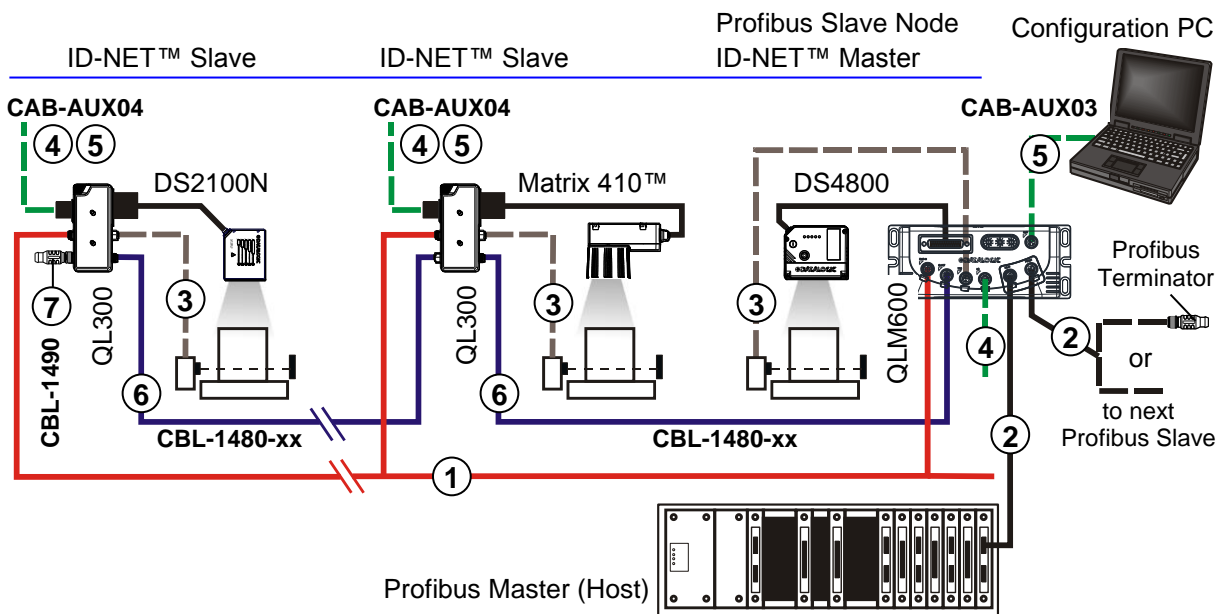 Profibus Slave Node
Configuration PC
ID-NET™ Slave
ID-NET™ Slave
ID-NET™ Master
CAB-AUX04
CAB-AUX04
CAB-AUX03
4
5
4
5
5
DS2100N
Matrix 410™
DS4800
DATALOGIC
DATALOGIC
Profibus
Terminator
7
3
3
3
CBL-1490
QL300
QL300
QLM600
4
2
or
6
6
to next
Profibus Slave
CBL-1480-xx
CBL-1480-xx
2
1
Profibus Master (Host)